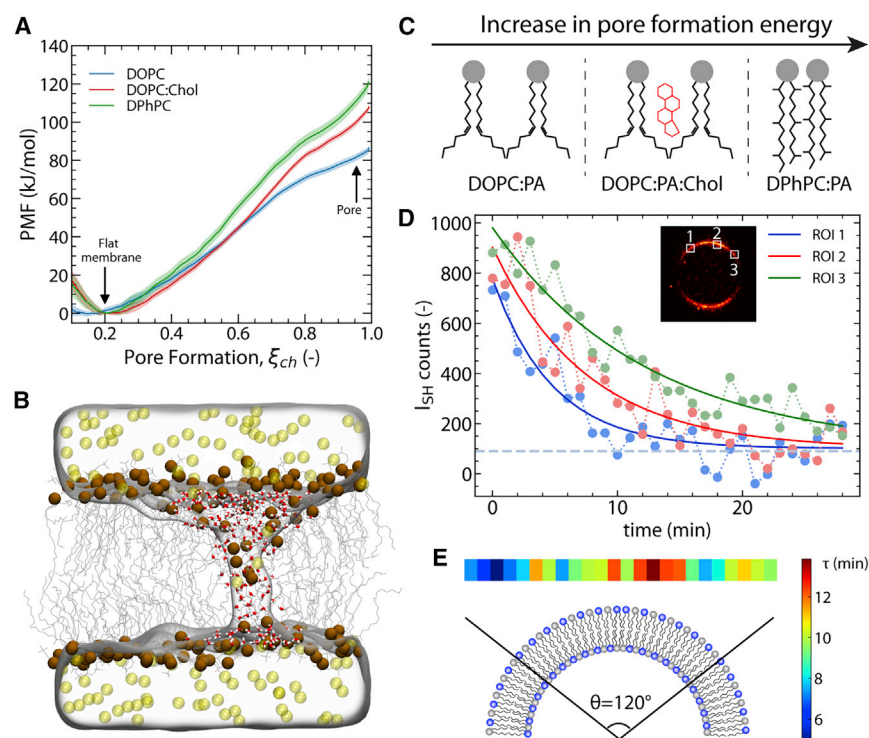 A
140
120
100
80
60
40
20
0
PMF (kJ/mol)
DOPC
DOPC:Chol
DPhPC
Flat
membrane
Pore
0.2
0.4
0.6
0.8
1.0
Pore Formation, ξch (-)
B
C
Increase in pore formation energy
DOPC:PA
DOPC:PA:Chol
DPhPC:PA
D
1000
800
600
400
200
0
ISH counts (-)
1
2
3
ROI 1
ROI 2
ROI 3
0
10
20
time (min)
E
τ (min)
12
10
8
6
θ=120°